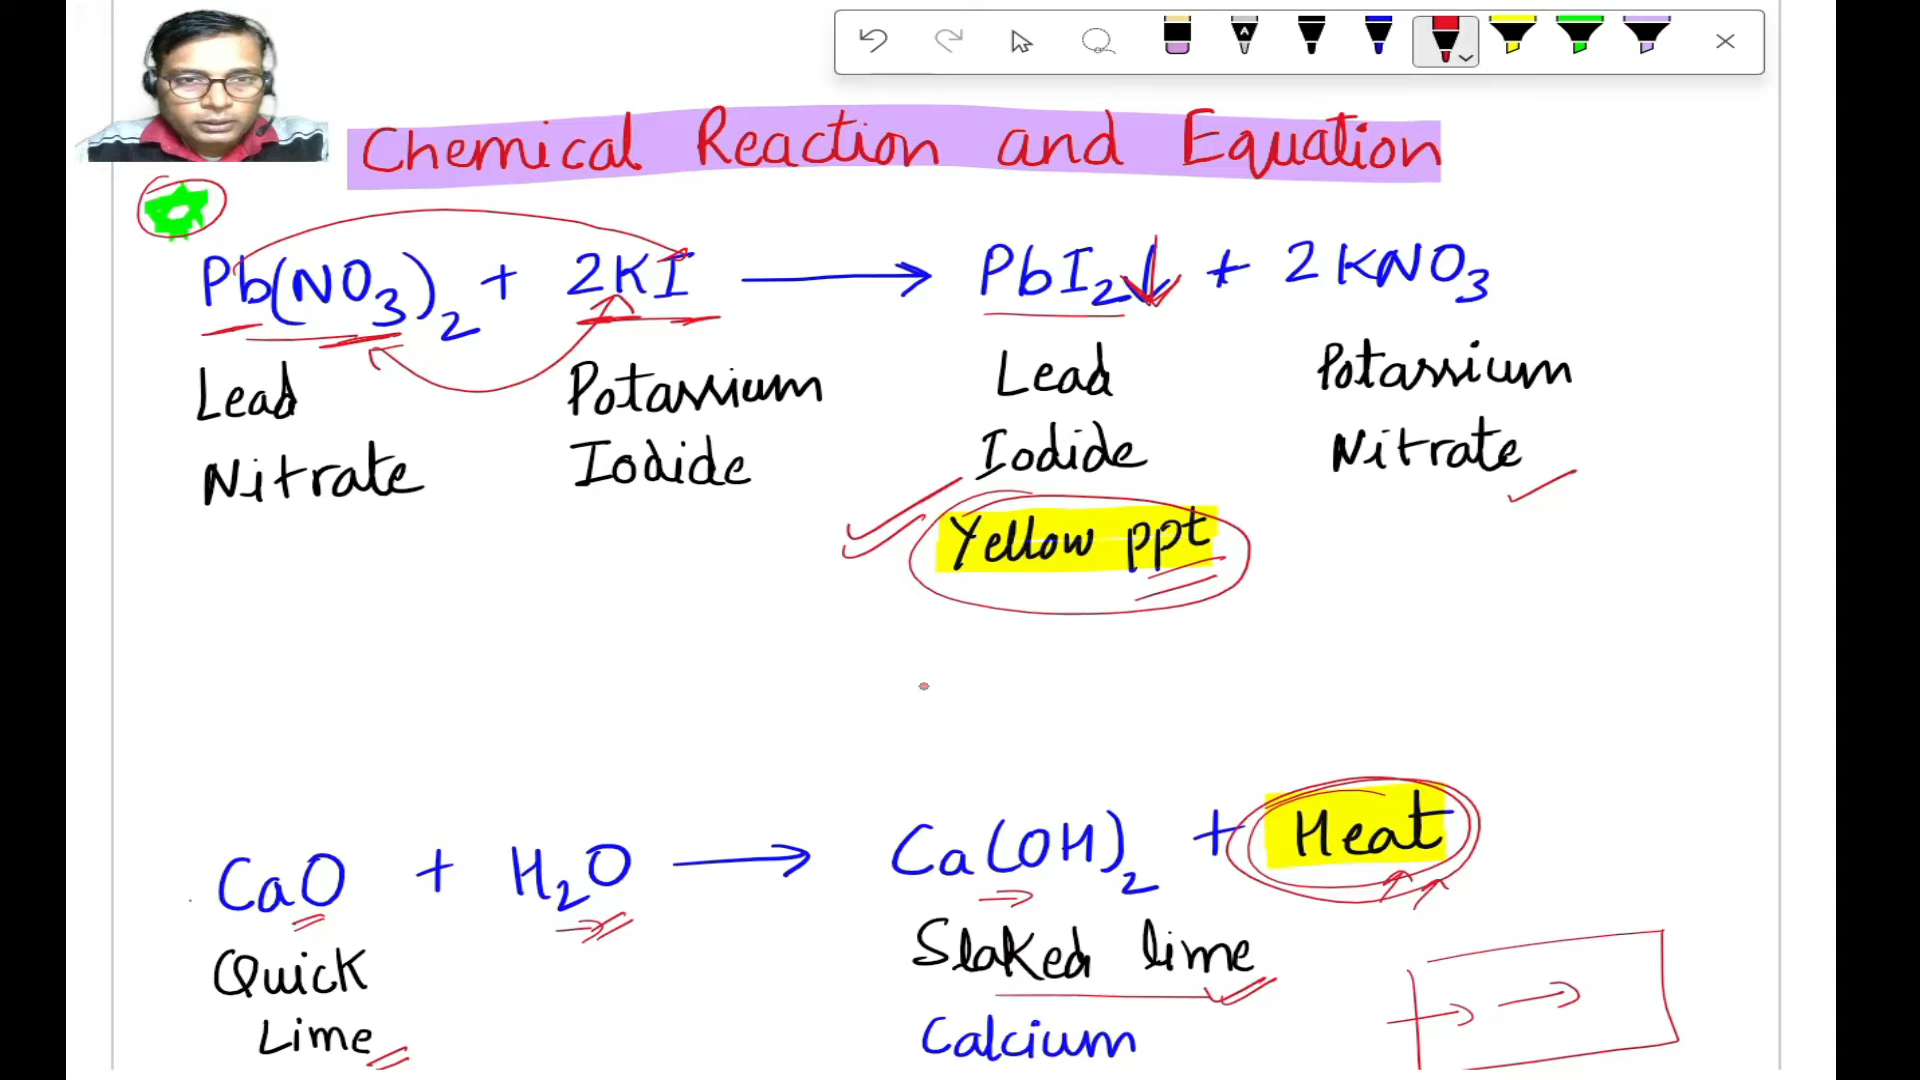 Chemical Reaction and Equation
Pb(NO₃)₂ + 2KI ⟶ PbI₂↓ + 2KNO₃
Lead Potassium Lead Potassium
Nitrate Iodide Iodide Nitrate
Yellow ppt
CaO + H₂O ⟶ Ca(OH)₂ + Heat
Quick Slaked lime
Lime Calcium